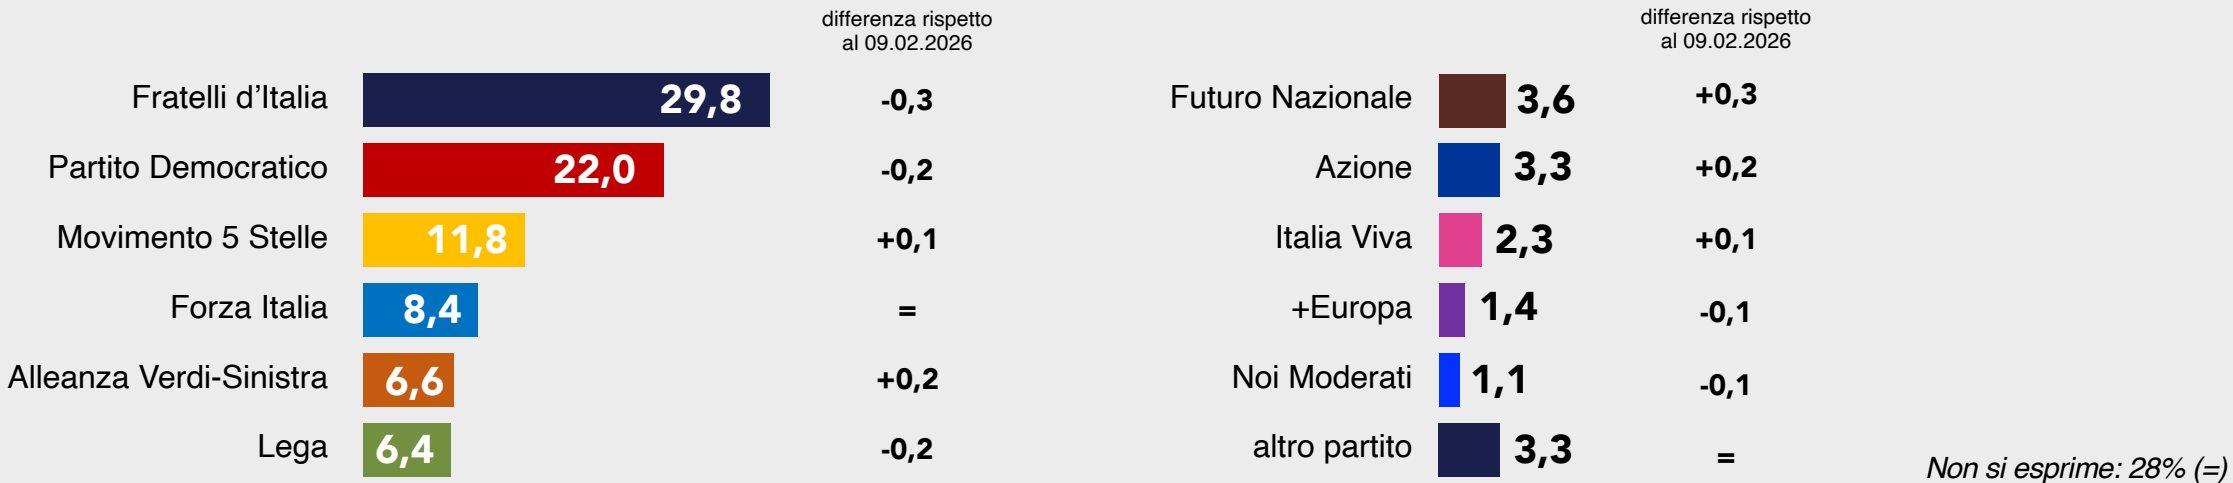 differenza rispetto
al 09.02.2026
Fratelli d’Italia 29,8 -0,3
Partito Democratico 22,0 -0,2
Movimento 5 Stelle 11,8 +0,1
Forza Italia 8,4 =
Alleanza Verdi-Sinistra 6,6 +0,2
Lega 6,4 -0,2
differenza rispetto
al 09.02.2026
Futuro Nazionale 3,6 +0,3
Azione 3,3 +0,2
Italia Viva 2,3 +0,1
+Europa 1,4 -0,1
Noi Moderati 1,1 -0,1
altro partito 3,3 =
Non si esprime: 28% (=)